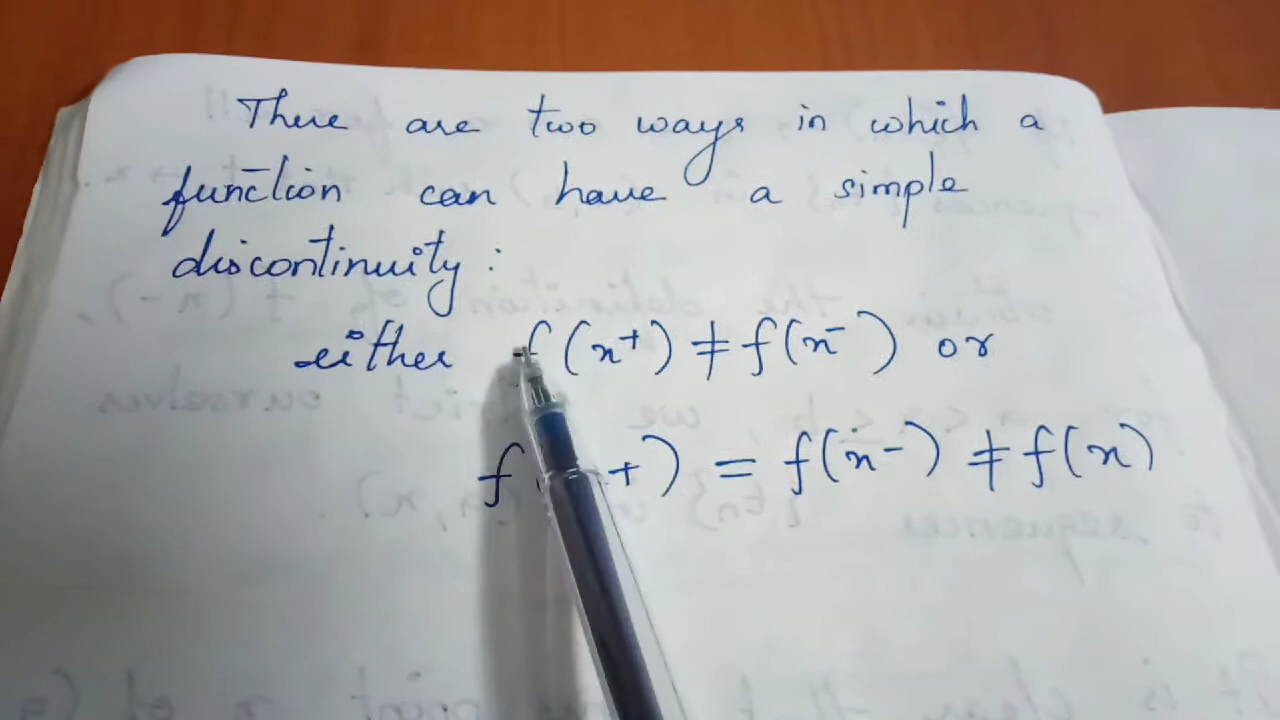 There are two ways in which a
function can have a simple
discontinuity :
either f(x+) ≠ f(x-) or
f( +) = f(x-) ≠ f(x)